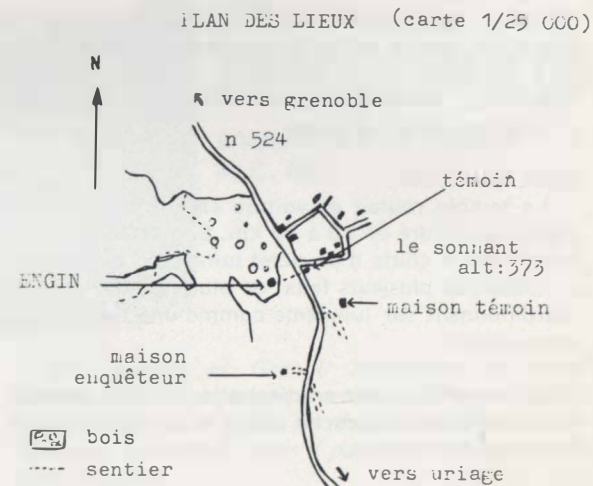 PLAN DES LIEUX (carte 1/25 000)
N
vers grenoble
n 524
témoin
le sonnant
alt:373
ENGIN
maison témoin
maison
enquêteur
bois
sentier
vers uriage